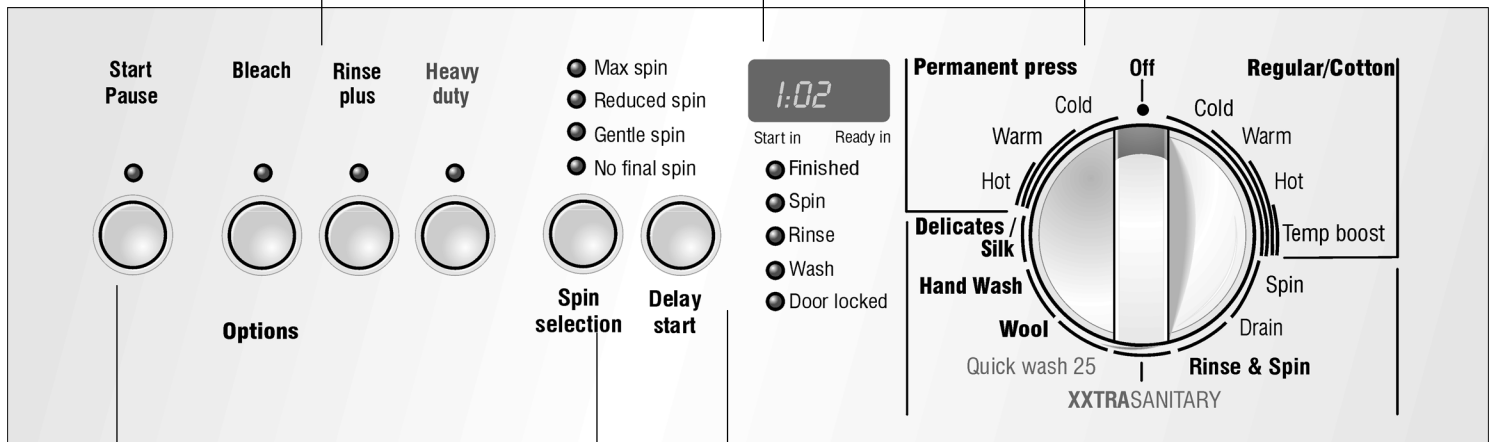 Start
Pause
Bleach
Rinse
plus
Heavy
duty
Options
Max spin
Reduced spin
Gentle spin
No final spin
Spin
selection
Delay
start
1:02
Start in
Ready in
Finished
Spin
Rinse
Wash
Door locked
Permanent press
Off
Regular/Cotton
Cold
Warm
Hot
Delicates /
Silk
Hand Wash
Wool
Quick wash 25
XXTRASANITARY
Cold
Warm
Hot
Temp boost
Spin
Drain
Rinse & Spin